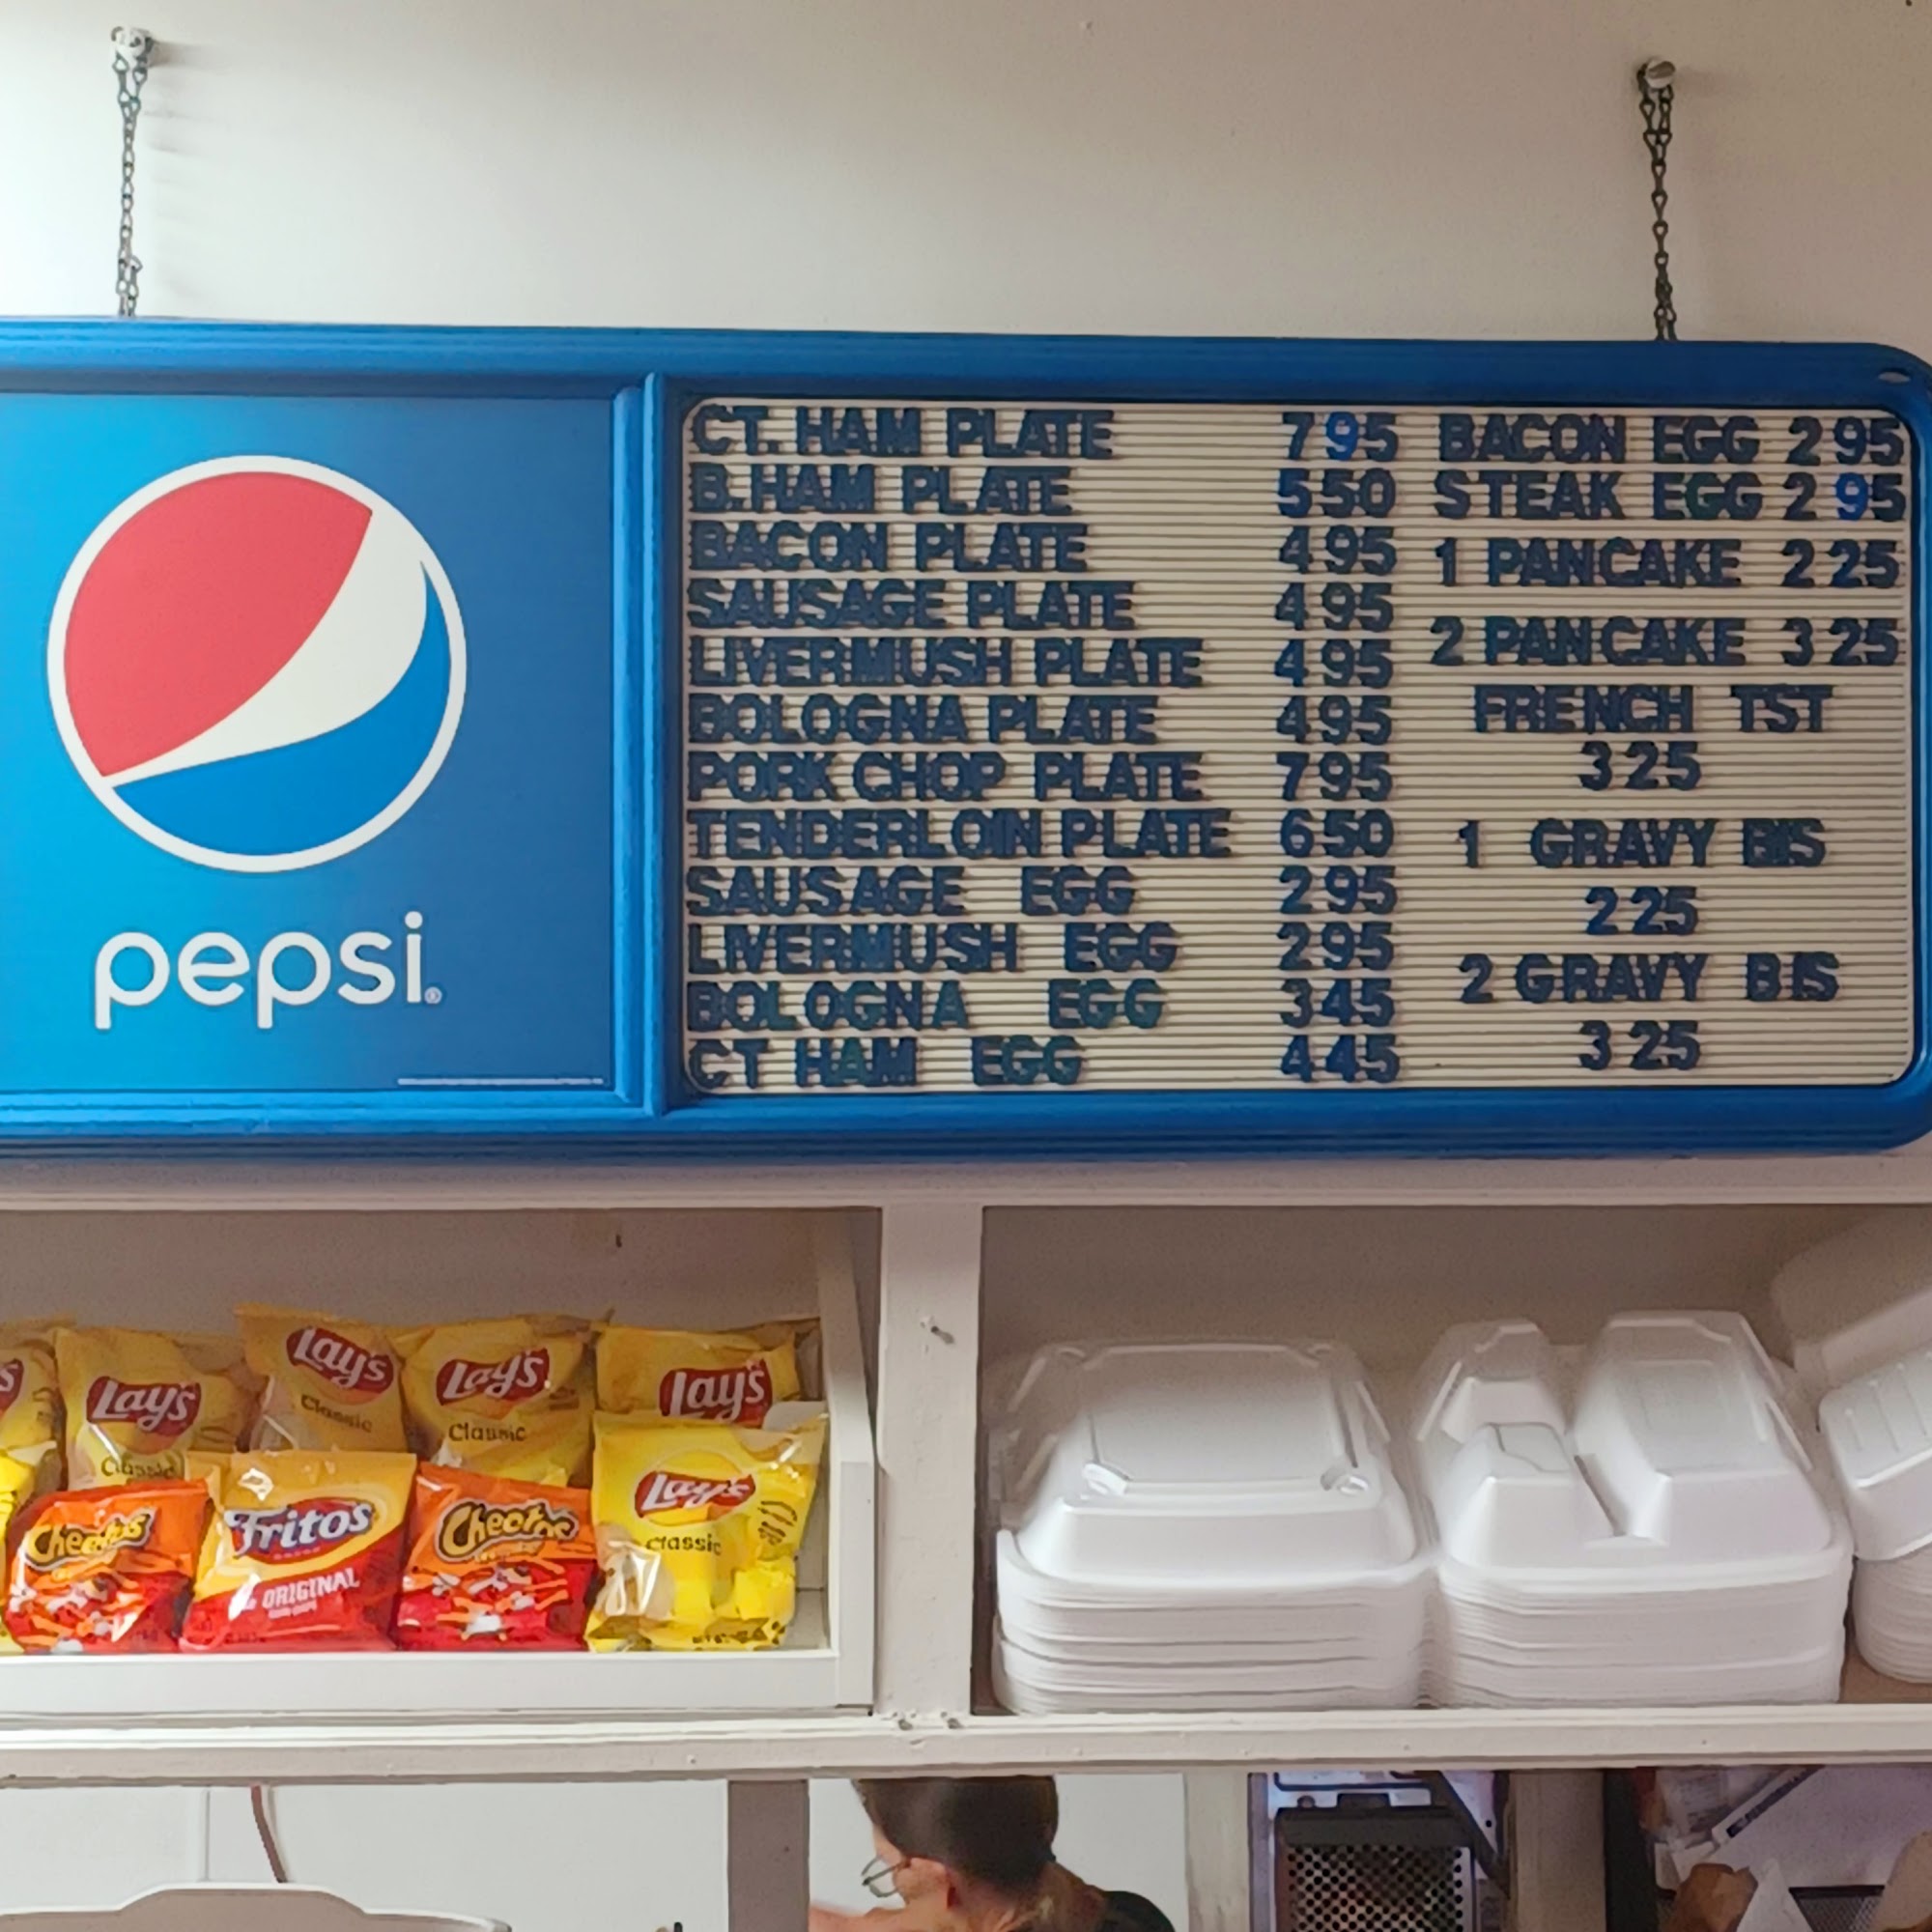 pepsi
CT. HAM PLATE 795
B.HAM PLATE 550
BACON PLATE 495
SAUSAGE PLATE 495
LIVERMUSH PLATE 495
BOLOGNA PLATE 495
PORK CHOP PLATE 795
TENDERLOIN PLATE 650
SAUSAGE EGG 295
LIVERMUSH EGG 295
BOLOGNA EGG 345
CT HAM EGG 445
BACON EGG 295
STEAK EGG 295
1 PANCAKE 225
2 PANCAKE 325
FRENCH TST
325
1 GRAVY BIS
225
2 GRAVY BIS
325
Lay's
Classic
Lay's
Classic
Lay's
Classic
Lay's
Cheetos
Fritos
ORIGINAL
Cheetos
Lay's
Classic